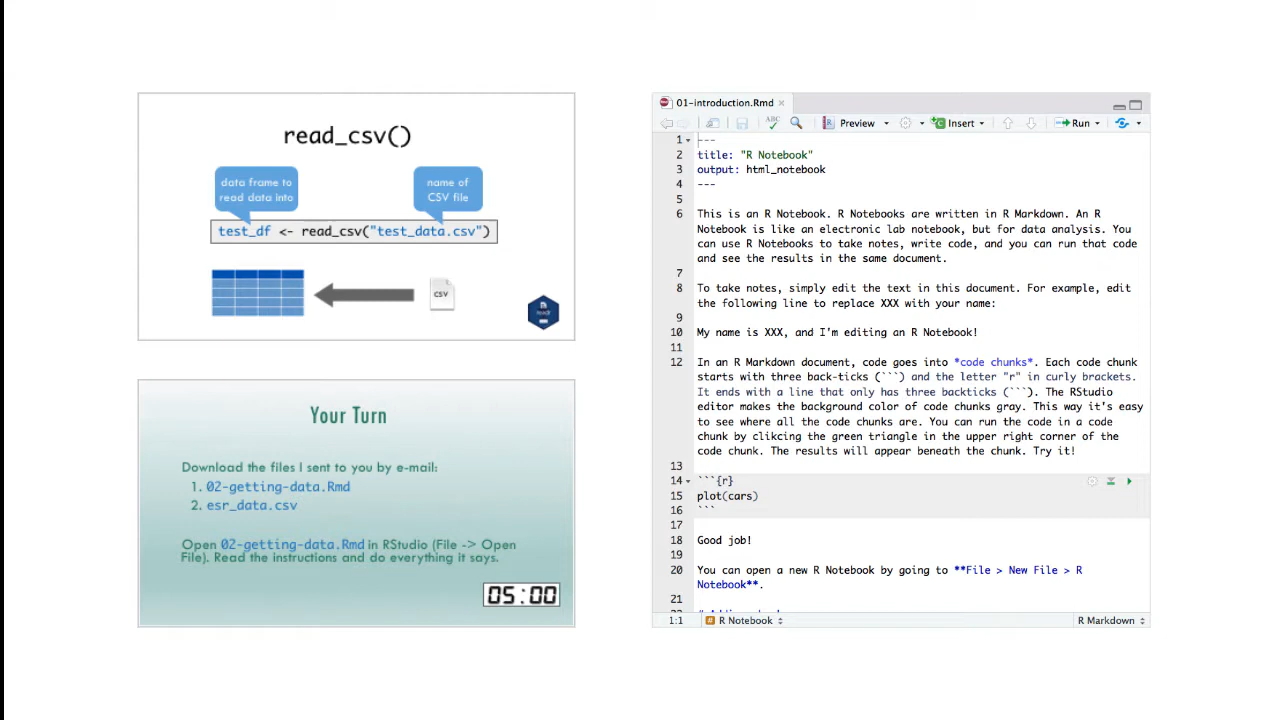 read_csv()
data frame to
read data into
name of
CSV file
test_df <- read_csv("test_data.csv")
CSV
readr
Your Turn
Download the files I sent to you by e-mail:
1. 02-getting-data.Rmd
2. esr_data.csv
Open 02-getting-data.Rmd in RStudio (File -> Open
File). Read the instructions and do everything it says.
05:00
01-introduction.Rmd
ABC
Preview
Insert
Run
1 ---
2 title: "R Notebook"
3 output: html_notebook
4 ---
5
6 This is an R Notebook. R Notebooks are written in R Markdown. An R
Notebook is like an electronic lab notebook, but for data analysis. You
can use R Notebooks to take notes, write code, and you can run that code
and see the results in the same document.
7
8 To take notes, simply edit the text in this document. For example, edit
the following line to replace XXX with your name:
9
10 My name is XXX, and I'm editing an R Notebook!
11
12 In an R Markdown document, code goes into *code chunks*. Each code chunk
starts with three back-ticks (```) and the letter "r" in curly brackets.
It ends with a line that only has three backticks (```). The RStudio
editor makes the background color of code chunks gray. This way it's easy
to see where all the code chunks are. You can run the code in a code
chunk by clikcing the green triangle in the upper right corner of the
code chunk. The results will appear beneath the chunk. Try it!
13
14 ```{r}
15 plot(cars)
16 ```
17
18 Good job!
19
20 You can open a new R Notebook by going to **File > New File > R
Notebook**.
21
1:1 R Notebook R Markdown